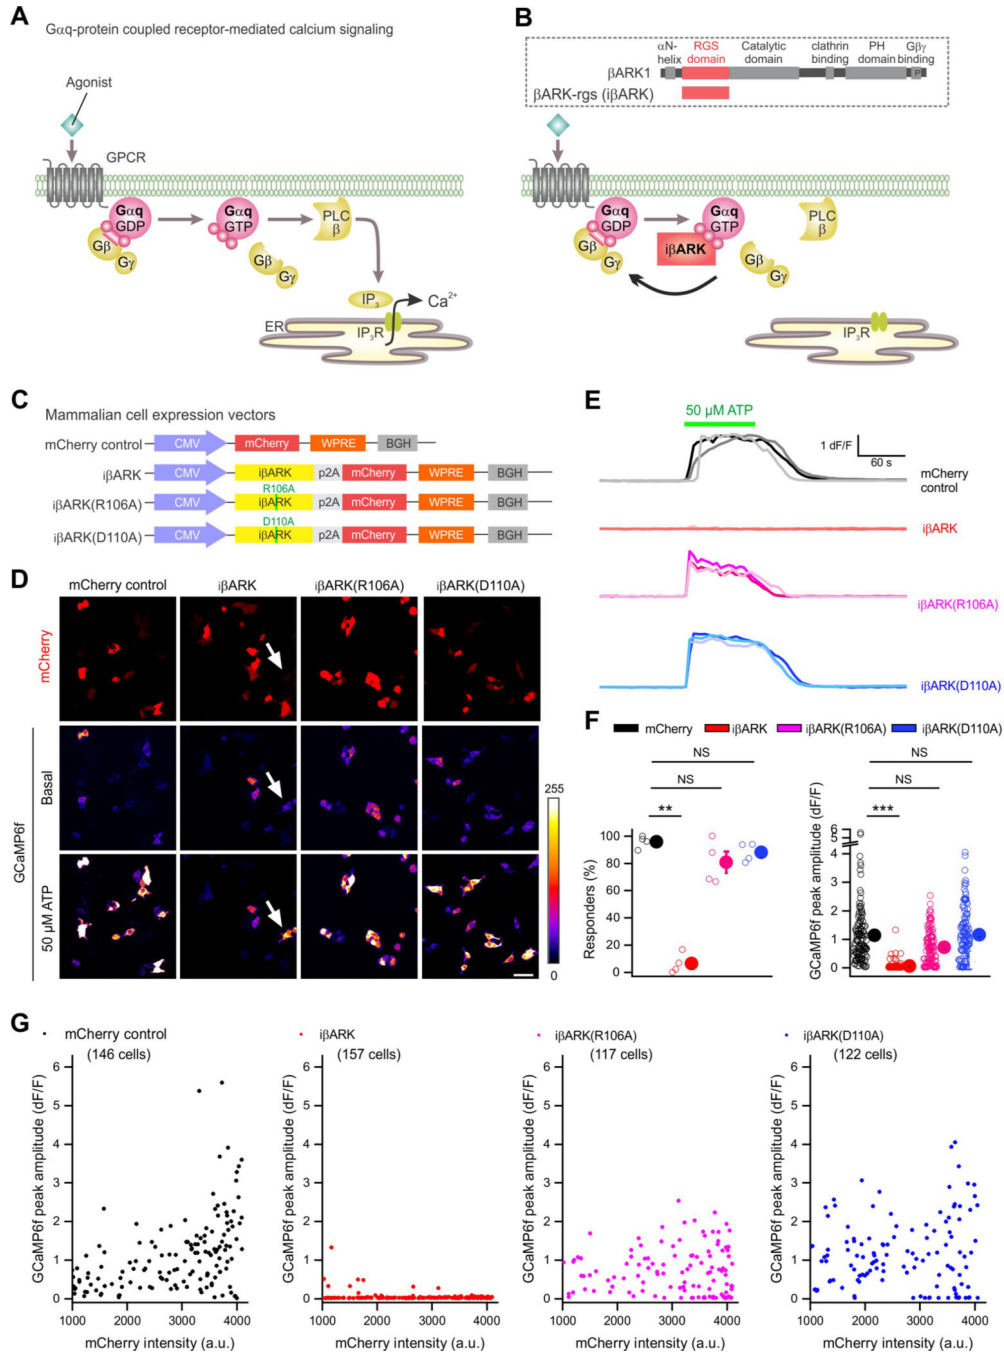 A
Gαq-protein coupled receptor-mediated calcium signaling
Agonist
GPCR
Gαq
GDP
Gβ
Gγ
Gαq
GTP
Gβ
Gγ
PLC
β
IP3
Ca2+
ER
IP3R
B
αN-helix
RGS domain
Catalytic domain
clathrin binding
PH domain
Gβγ binding
βARK1
P
βARK-rgs (iβARK)
Gαq
GDP
Gβ
Gγ
Gαq
GTP
iβARK
Gβ
Gγ
PLC
β
IP3R
C
Mammalian cell expression vectors
mCherry control CMV mCherry WPRE BGH
iβARK CMV iβARK p2A mCherry WPRE BGH
R106A
iβARK(R106A) CMV iβARK p2A mCherry WPRE BGH
D110A
iβARK(D110A) CMV iβARK p2A mCherry WPRE BGH
D
mCherry control iβARK iβARK(R106A) iβARK(D110A)
mCherry
GCaMP6f
Basal
50 µM ATP
255
0
E
50 µM ATP
1 dF/F
60 s
mCherry
control
iβARK
iβARK(R106A)
iβARK(D110A)
F
mCherry iβARK iβARK(R106A) iβARK(D110A)
NS
NS
**
Responders (%)
100
80
60
40
20
0
NS
NS
***
GCaMP6f peak amplitude (dF/F)
6
5
4
3
2
1
0
G
mCherry control
(146 cells)
GCaMP6f peak amplitude (dF/F)
6
5
4
3
2
1
0
1000 2000 3000 4000
mCherry intensity (a.u.)
iβARK
(157 cells)
GCaMP6f peak amplitude (dF/F)
6
5
4
3
2
1
0
1000 2000 3000 4000
mCherry intensity (a.u.)
iβARK(R106A)
(117 cells)
GCaMP6f peak amplitude (dF/F)
6
5
4
3
2
1
0
1000 2000 3000 4000
mCherry intensity (a.u.)
iβARK(D110A)
(122 cells)
GCaMP6f peak amplitude (dF/F)
6
5
4
3
2
1
0
1000 2000 3000 4000
mCherry intensity (a.u.)